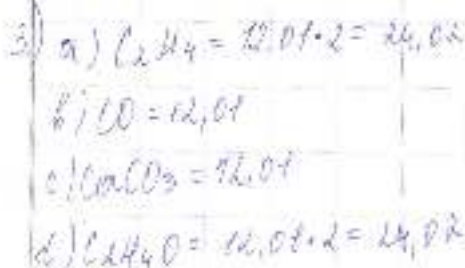 3) a) C2H4 = 12,01·2 = 24,02
b) CO = 12,01
c) CaCO3 = 12,01
d) C2H4O = 12,01·2 = 24,02